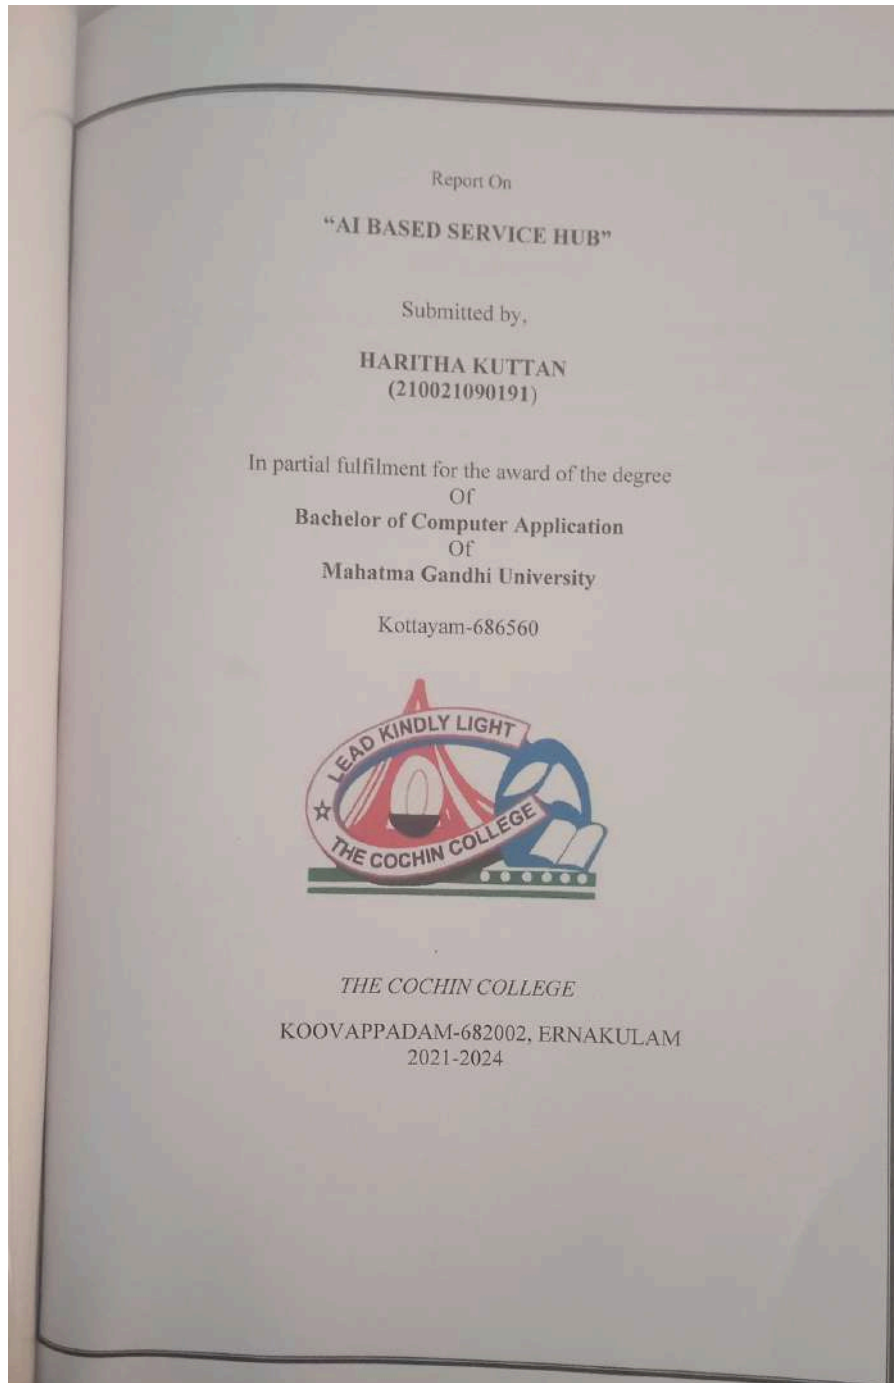 Report On
“AI BASED SERVICE HUB”
Submitted by,
HARITHA KUTTAN
(210021090191)
In partial fulfilment for the award of the degree
Of
Bachelor of Computer Application
Of
Mahatma Gandhi University
Kottayam-686560
LEAD KINDLY LIGHT
THE COCHIN COLLEGE
THE COCHIN COLLEGE
KOOVAPPADAM-682002, ERNAKULAM
2021-2024